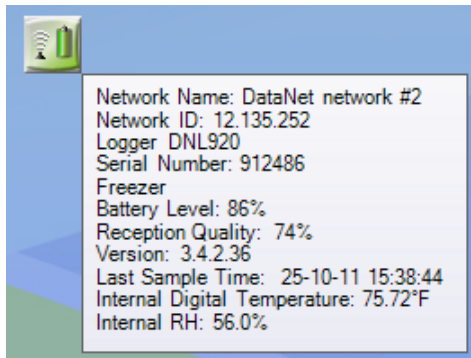 Network Name: DataNet network #2
Network ID: 12.135.252
Logger DNL920
Serial Number: 912486
Freezer
Battery Level: 86%
Reception Quality: 74%
Version: 3.4.2.36
Last Sample Time: 25-10-11 15:38:44
Internal Digital Temperature: 75.72°F
Internal RH: 56.0%